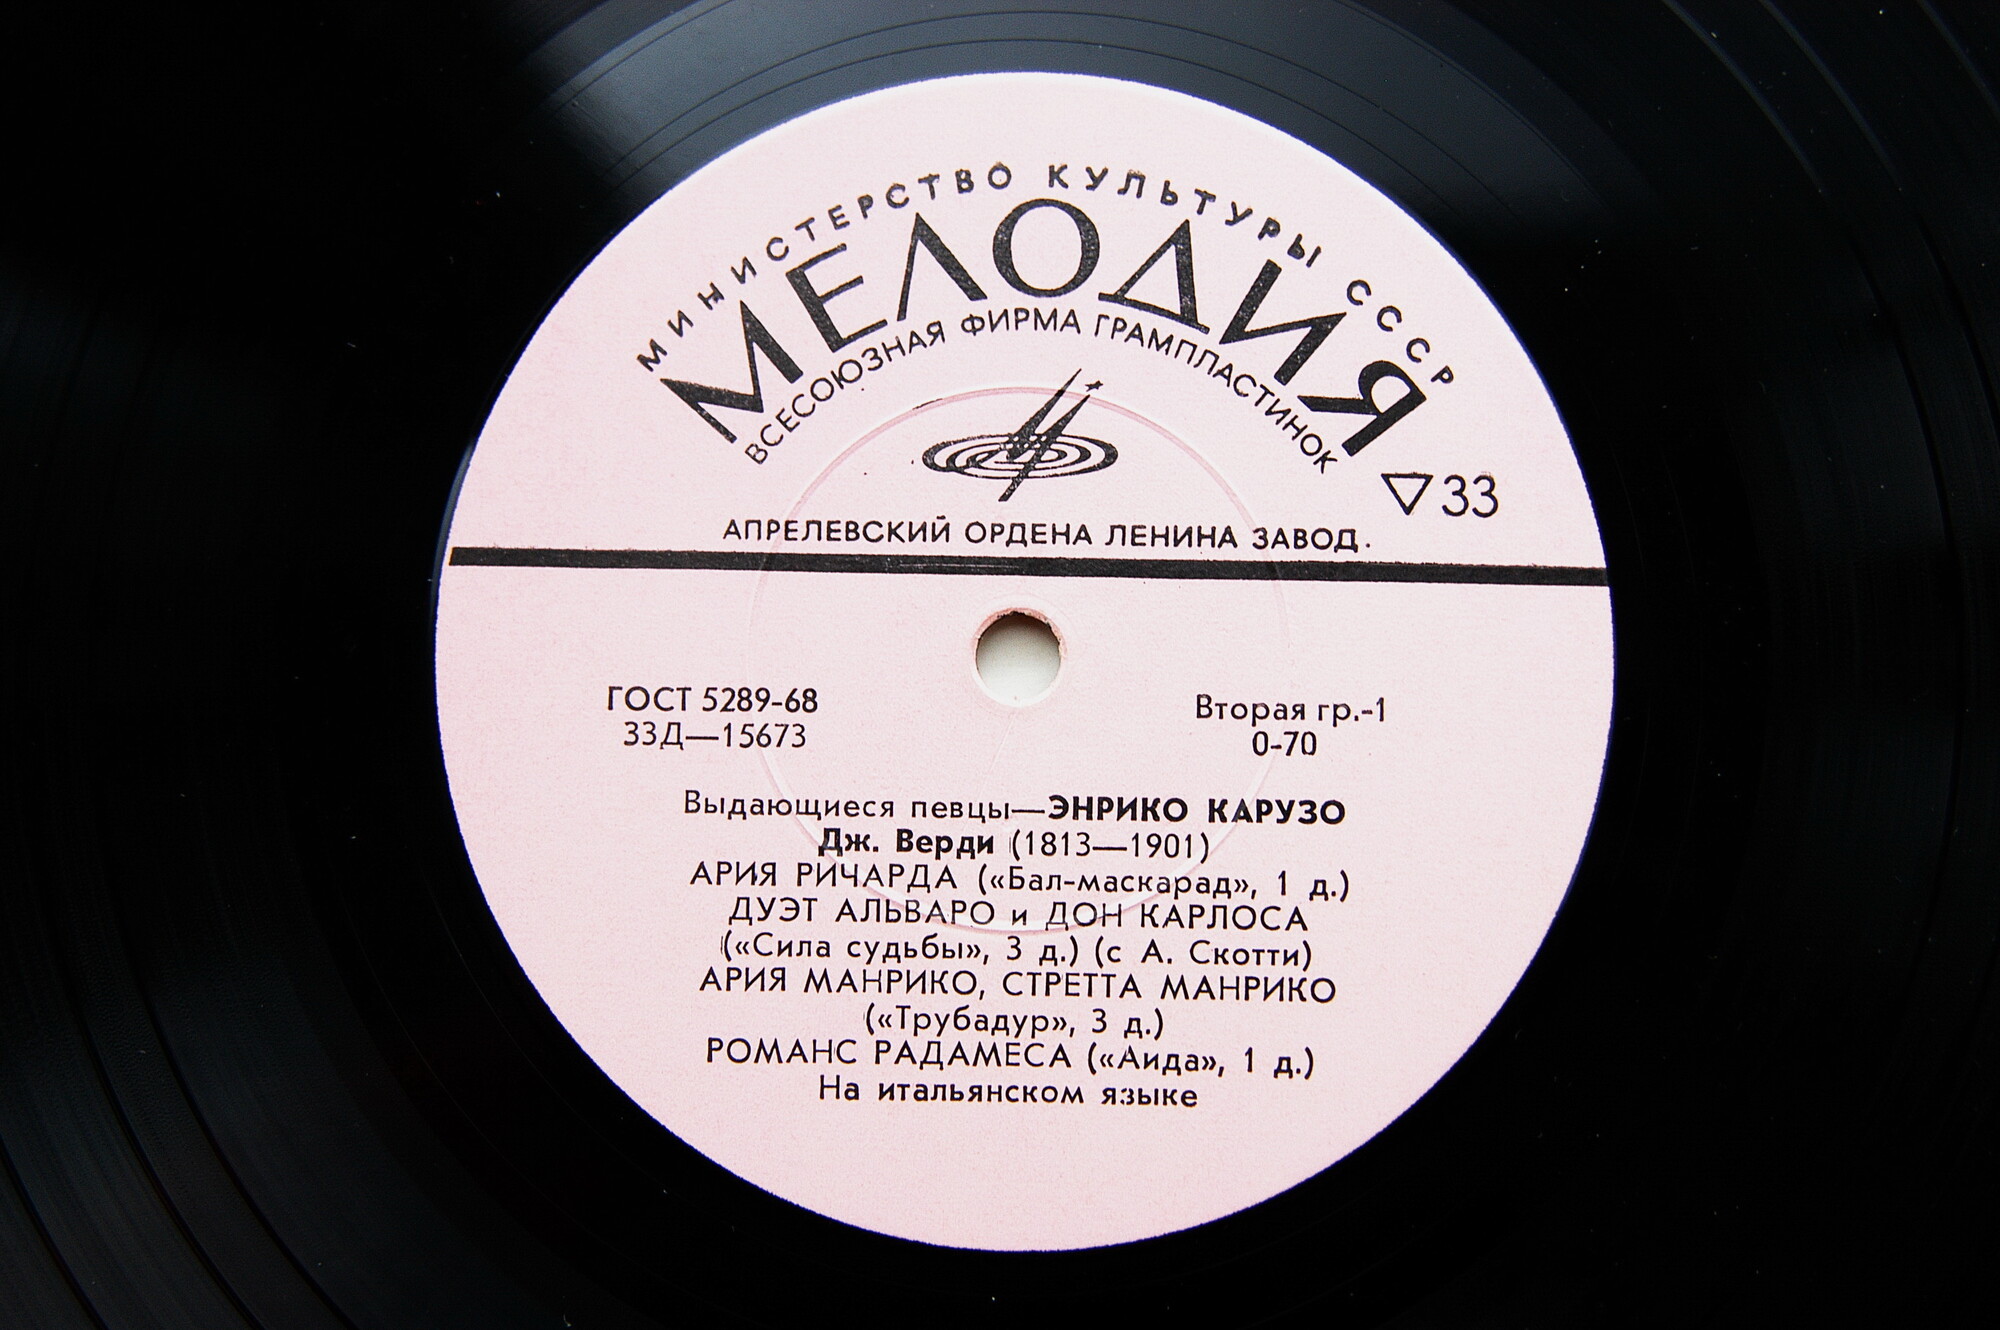 МИНИСТЕРСТВО КУЛЬТУРЫ СССР
МЕЛОДИЯ
ВСЕСОЮЗНАЯ ФИРМА ГРАМПЛАСТИНОК
▽33
АПРЕЛЕВСКИЙ ОРДЕНА ЛЕНИНА ЗАВОД.
ГОСТ 5289-68
33Д—15673
Вторая гр.-1
0-70
Выдающиеся певцы—ЭНРИКО КАРУЗО
Дж. Верди (1813—1901)
АРИЯ РИЧАРДА («Бал-маскарад», 1 д.)
ДУЭТ АЛЬВАРО и ДОН КАРЛОСА
(«Сила судьбы», 3 д.) (с А. Скотти)
АРИЯ МАНРИКО, СТРЕТТА МАНРИКО
(«Трубадур», 3 д.)
РОМАНС РАДАМЕСА («Аида», 1 д.)
На итальянском языке